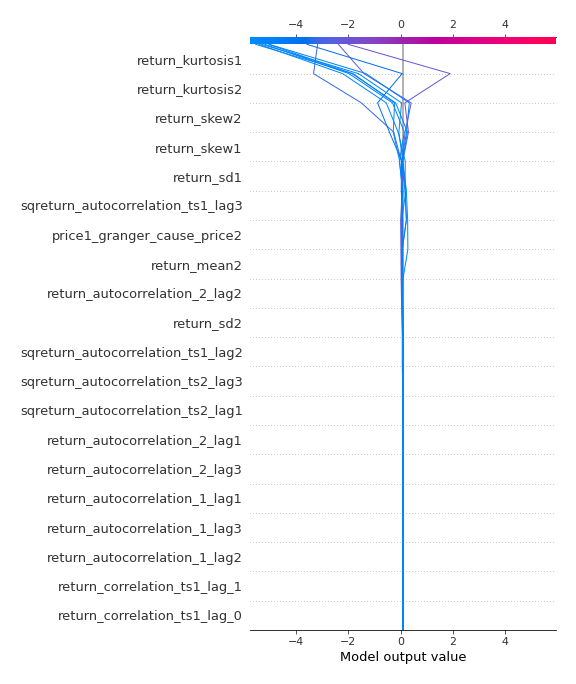 −4 −2 0 2 4
return_kurtosis1
return_kurtosis2
return_skew2
return_skew1
return_sd1
sqreturn_autocorrelation_ts1_lag3
price1_granger_cause_price2
return_mean2
return_autocorrelation_2_lag2
return_sd2
sqreturn_autocorrelation_ts1_lag2
sqreturn_autocorrelation_ts2_lag3
sqreturn_autocorrelation_ts2_lag1
return_autocorrelation_2_lag1
return_autocorrelation_2_lag3
return_autocorrelation_1_lag1
return_autocorrelation_1_lag3
return_autocorrelation_1_lag2
return_correlation_ts1_lag_1
return_correlation_ts1_lag_0
−4 −2 0 2 4
Model output value